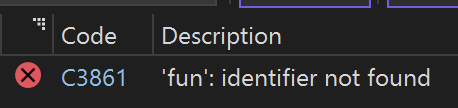 Code Description
C3861 'fun': identifier not found